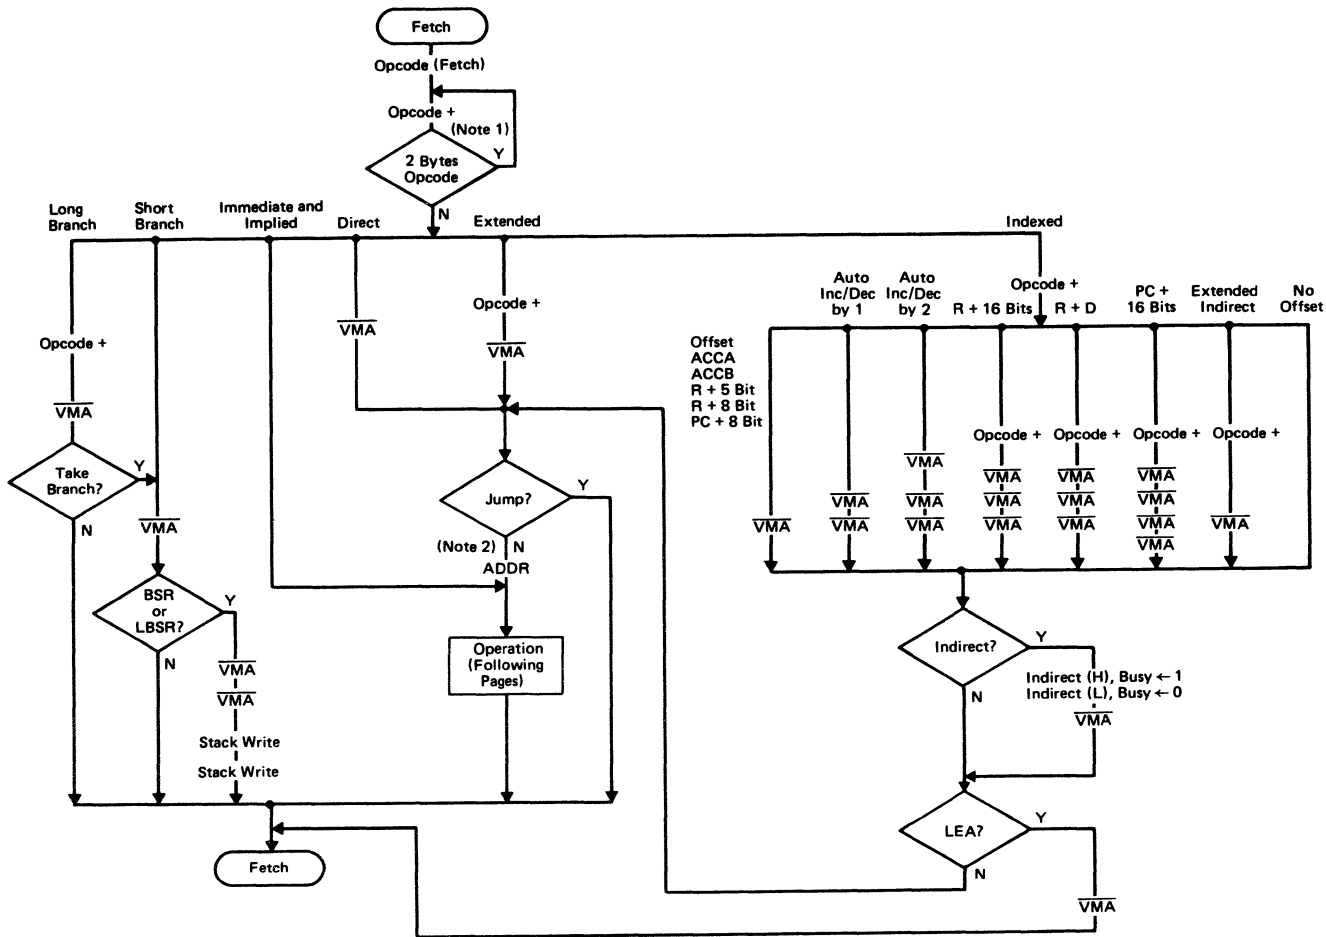 Fetch
Opcode (Fetch)
Opcode +
(Note 1)
Y
2 Bytes
Opcode
N
Long
Branch
Short
Branch
Immediate and
Implied
Direct
Extended
Indexed
Opcode +
VMA
Take
Branch?
Y
N
VMA
BSR
or
LBSR?
Y
N
VMA
VMA
Stack Write
Stack Write
VMA
Opcode +
VMA
Jump?
Y
(Note 2) N
ADDR
Operation
(Following
Pages)
Fetch
Opcode +
Auto
Inc/Dec
by 1
Auto
Inc/Dec
by 2
R + 16 Bits
R + D
PC +
16 Bits
Extended
Indirect
No
Offset
Offset
ACCA
ACCB
R + 5 Bit
R + 8 Bit
PC + 8 Bit
VMA
VMA
VMA
VMA
VMA
VMA
Opcode +
VMA
VMA
VMA
Opcode +
VMA
VMA
VMA
Opcode +
VMA
VMA
VMA
VMA
Opcode +
VMA
Indirect?
Y
N
Indirect (H), Busy ← 1
Indirect (L), Busy ← 0
VMA
LEA?
Y
N
VMA